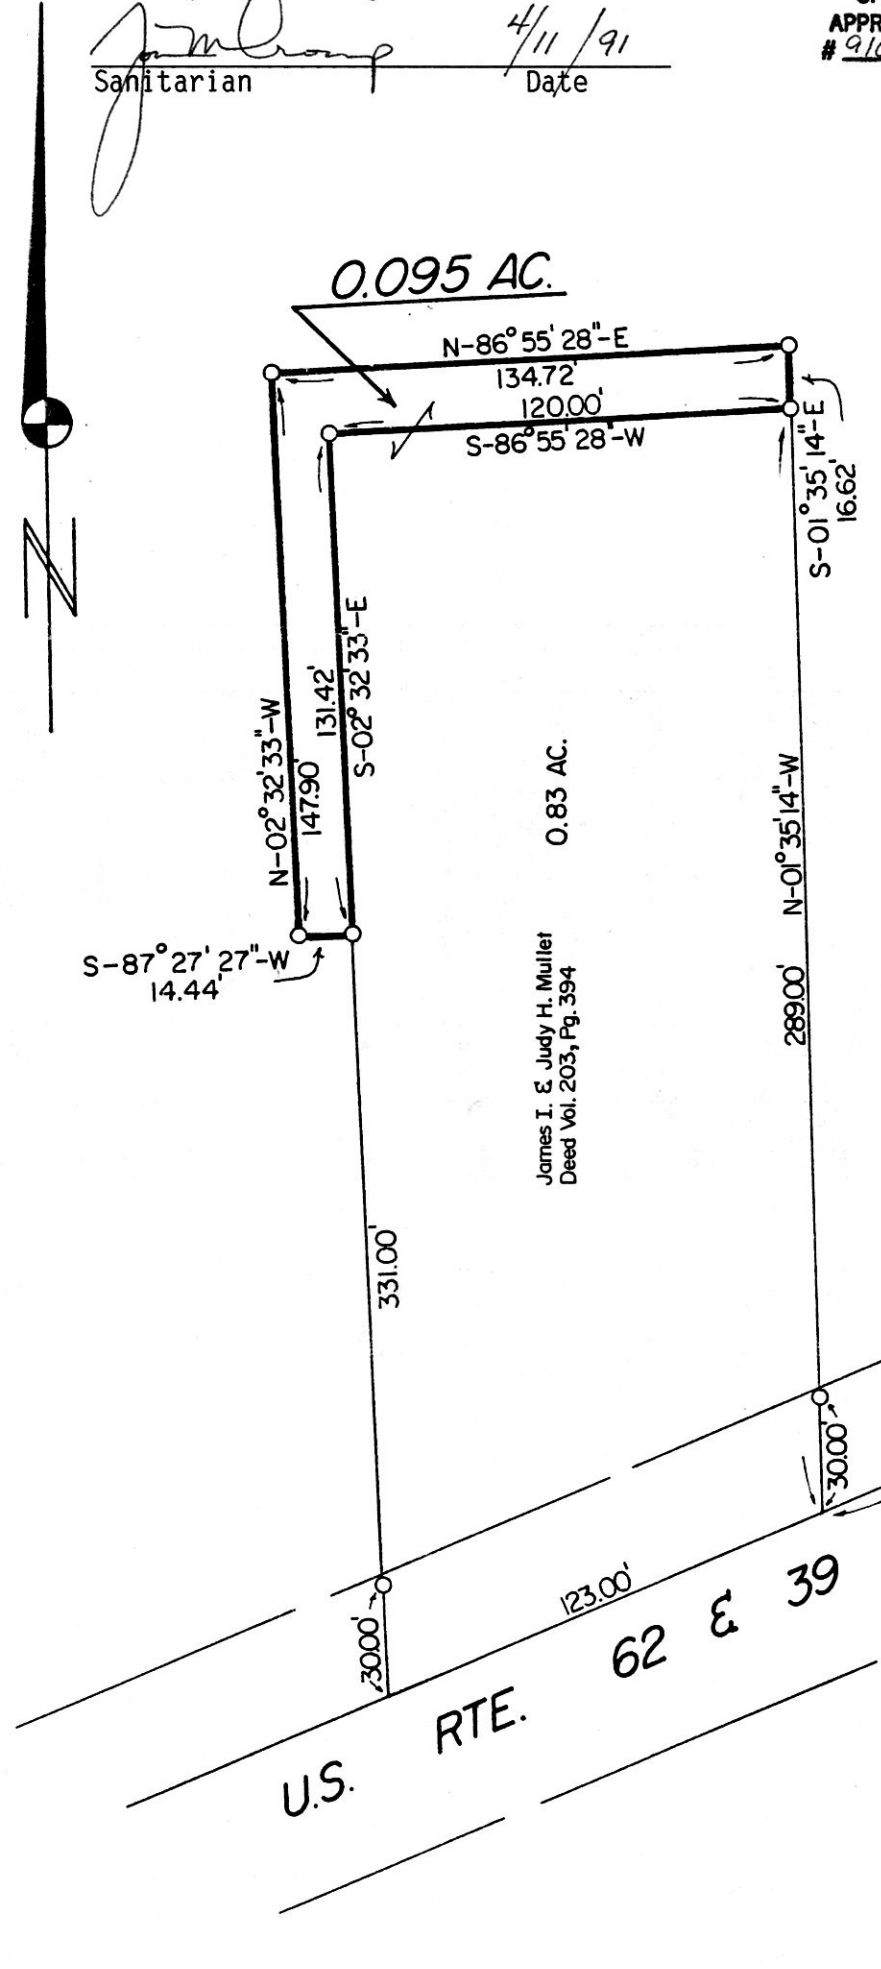 4/11/91
Sanitarian Date
APPR
# 910
0.095 AC.
N-86° 55' 28"-E
134.72'
120.00'
S-86° 55' 28"-W
S-01° 35' 14"-E
16.62
N-02° 32' 33"-W
147.90'
131.42'
S-02° 32' 33"-E
S-87° 27' 27"-W
14.44'
0.83 AC.
James I. & Judy H. Mullet
Deed Vol. 203, Pg. 394
N-01° 35' 14"-W
289.00'
331.00'
30.00'
30.00'
123.00'
U.S. RTE. 62 & 39
N